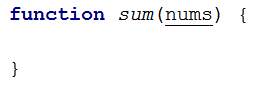 function sum(nums) {
}